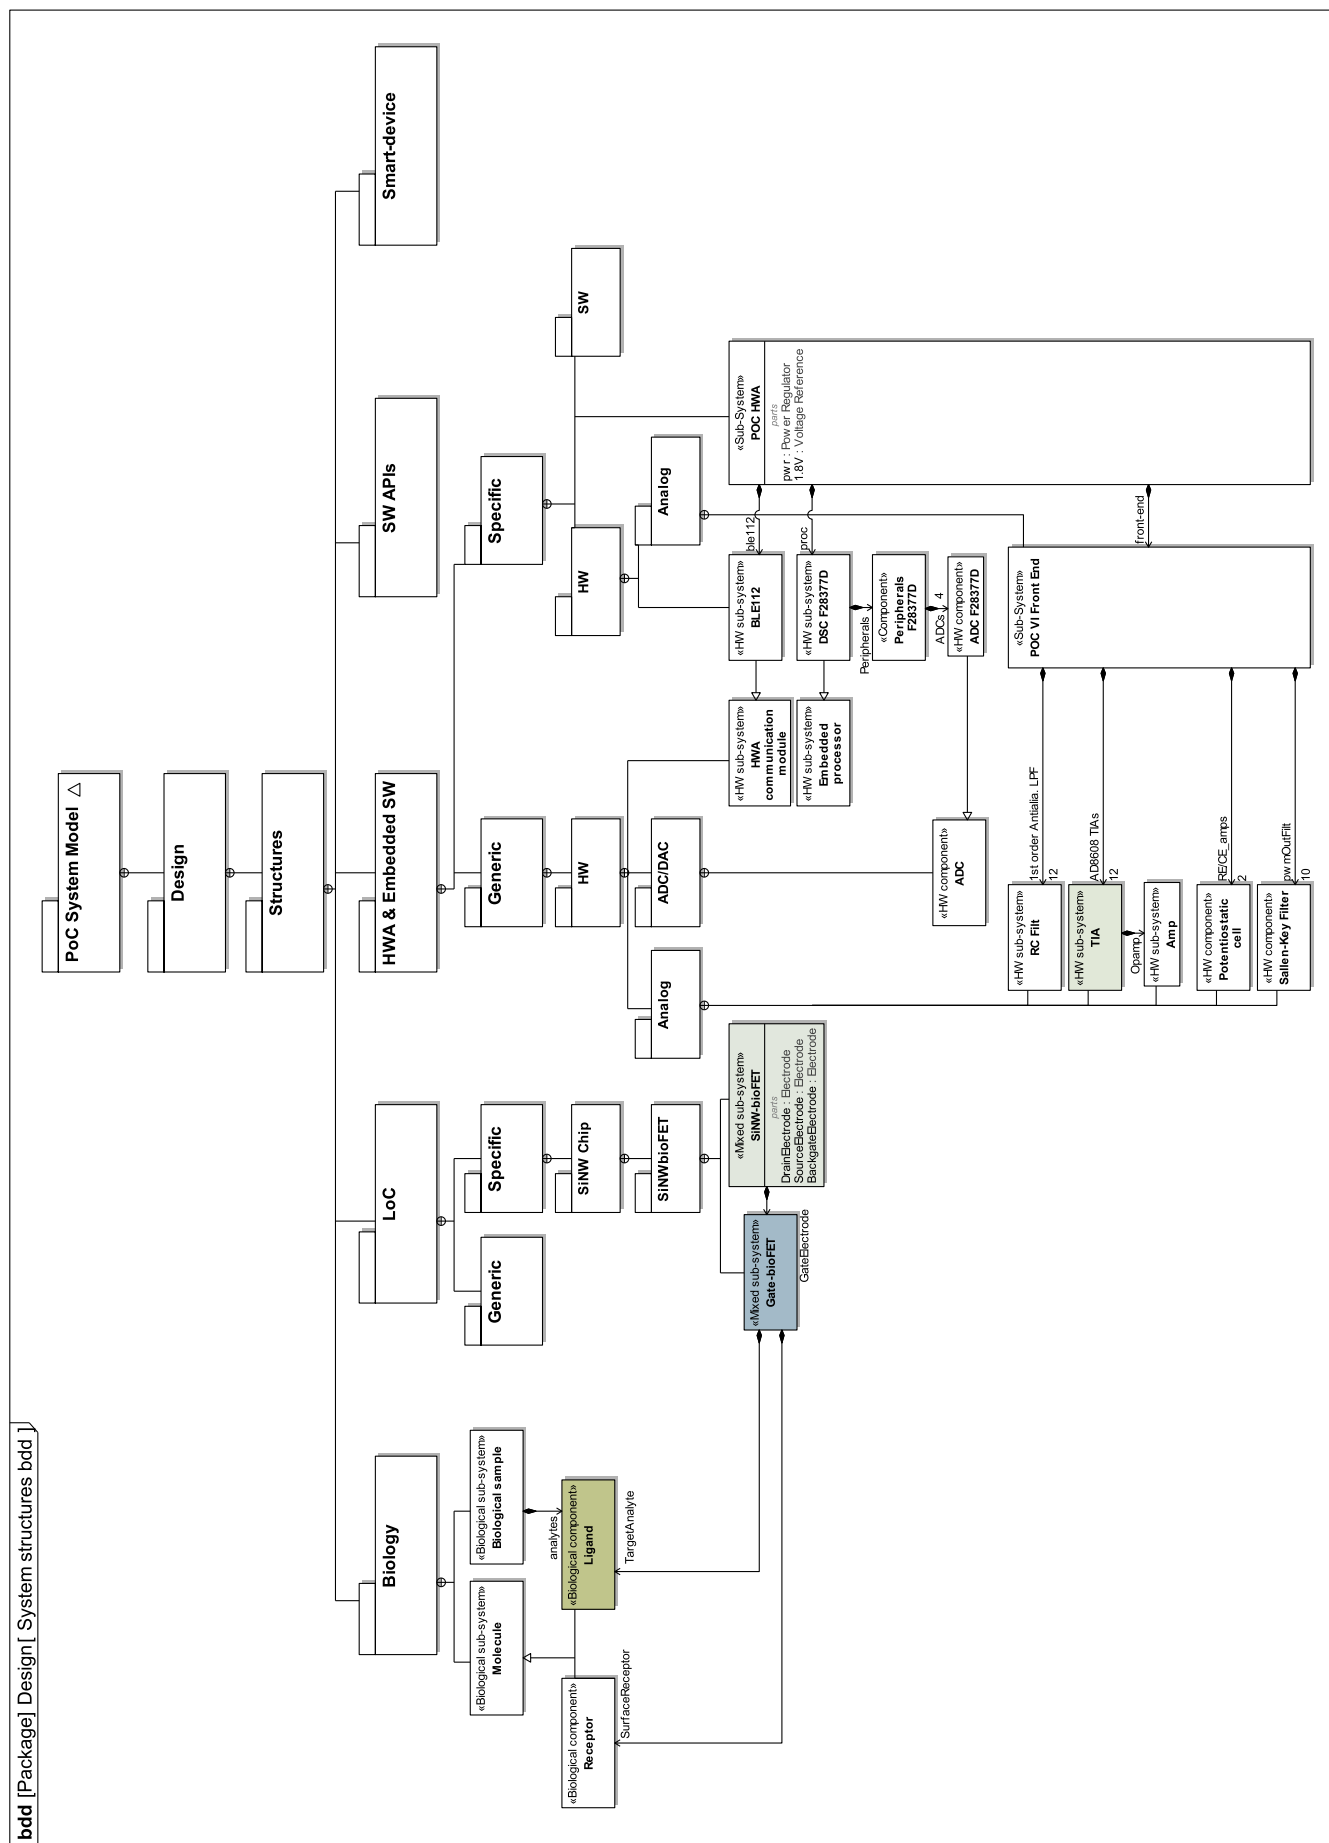 bdd [Package] Design[ System structures bdd ]
PoC System Model
Design
Structures
Biology
LoC
HWA & Embedded SW
SW APIs
Smart-device
«Biological sub-system»
Molecule
«Biological sub-system»
Biological sample
Generic
Specific
Generic
Specific
analytes
«Biological component»
Receptor
«Biological component»
Ligand
SurfaceReceptor
TargetAnalyte
SiNW Chip
HW
HW
SW
SiNWbioFET
Analog
ADC/DAC
Analog
«Mixed sub-system»
Gate-bioFET
GateElectrode
«Mixed sub-system»
SiNW-bioFET
parts
DrainElectrode : Electrode
SourceElectrode : Electrode
BackgateElectrode : Electrode
«HW sub-system»
HWA
communication
module
«HW sub-system»
BLE112
ble112
«Sub-System»
POC HWA
parts
pwr : Power Regulator
1.8V : Voltage Reference
«HW sub-system»
Embedded
processor
«HW sub-system»
DSC F28377D
proc
Peripherals
«Component»
Peripherals
F28377D
ADCs
4
«HW component»
ADC
«HW component»
ADC F28377D
«HW sub-system»
RC Filt
1st order Antialia. LPF
12
«Sub-System»
POC VI Front End
front-end
«HW sub-system»
TIA
AD8608 TIAs
12
Opamp
«HW sub-system»
Amp
«HW component»
Potentiostatic
cell
RE/CE_amps
2
«HW component»
Sallen-Key Filter
pwmOutFilt
10